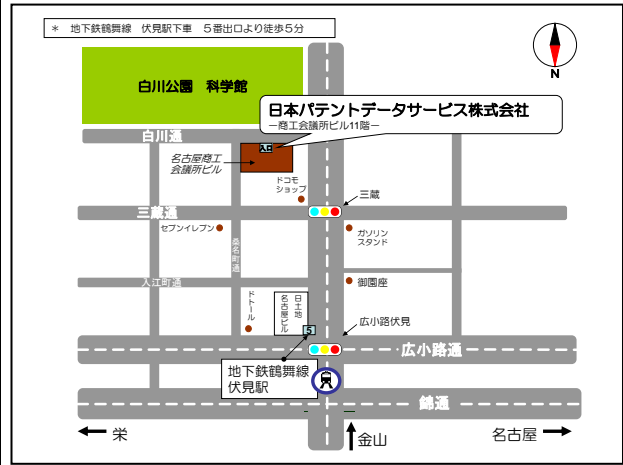 ＊ 地下鉄鶴舞線 伏見駅下車 ５番出口より徒歩５分
N
白川公園 科学館
日本パテントデータサービス株式会社
－商工会議所ビル11階－
白川通
入口
名古屋商工
会議所ビル
ドコモ
ショップ
三蔵
三蔵通
セブンイレブン
桑名町通
ガソリン
スタンド
入江町通
御園座
ドトール
日土地
名古屋ビル
5
広小路伏見
広小路通
地下鉄鶴舞線
伏見駅
錦通
栄
金山
名古屋